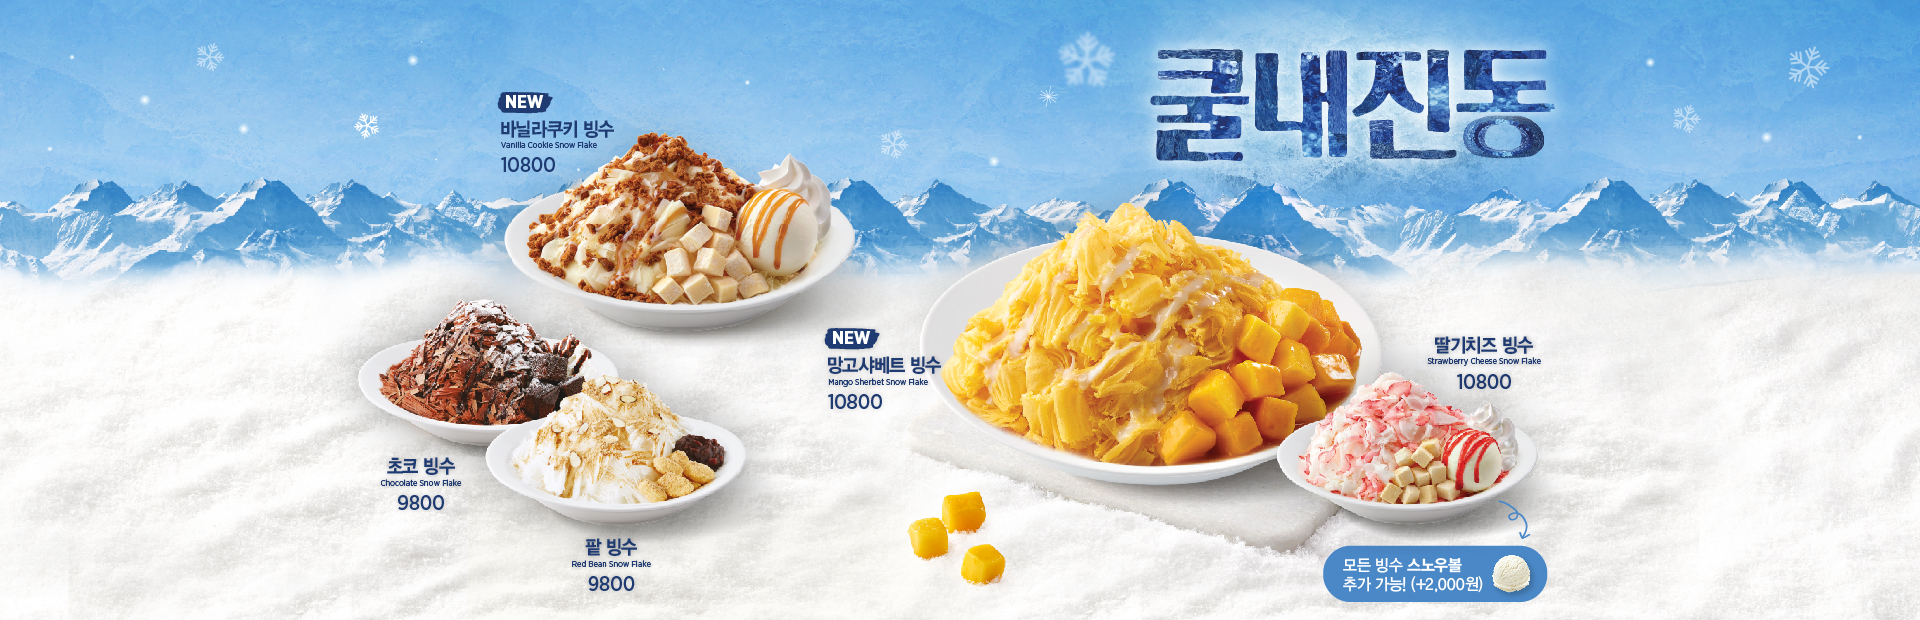 쿨내진동
NEW
바닐라쿠키 빙수
Vanilla Cookie Snow Flake
10800
NEW
망고샤베트 빙수
Mango Sherbet Snow Flake
10800
딸기치즈 빙수
Strawberry Cheese Snow Flake
10800
초코 빙수
Chocolate Snow Flake
9800
팥 빙수
Red Bean Snow Flake
9800
모든 빙수 스노우볼
추가 가능! (+2,000원)